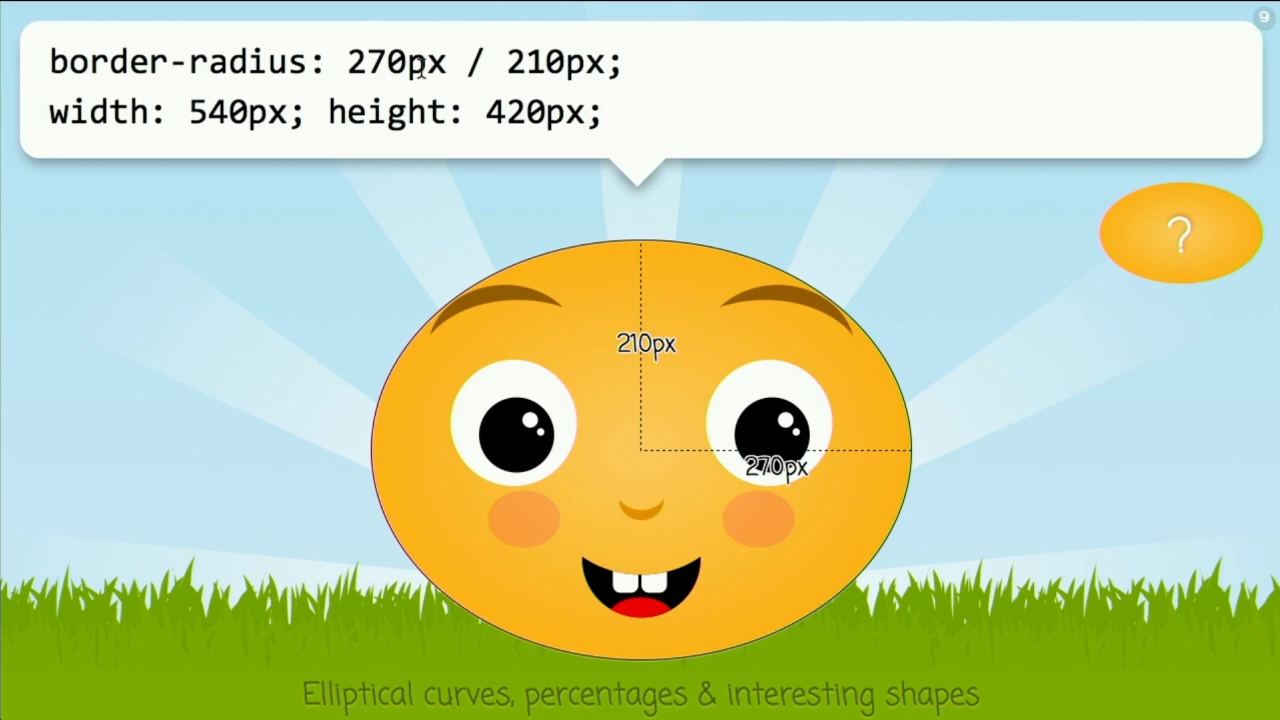 9
border-radius: 270px / 210px;
width: 540px; height: 420px;
?
210px
270px
Elliptical curves, percentages & interesting shapes